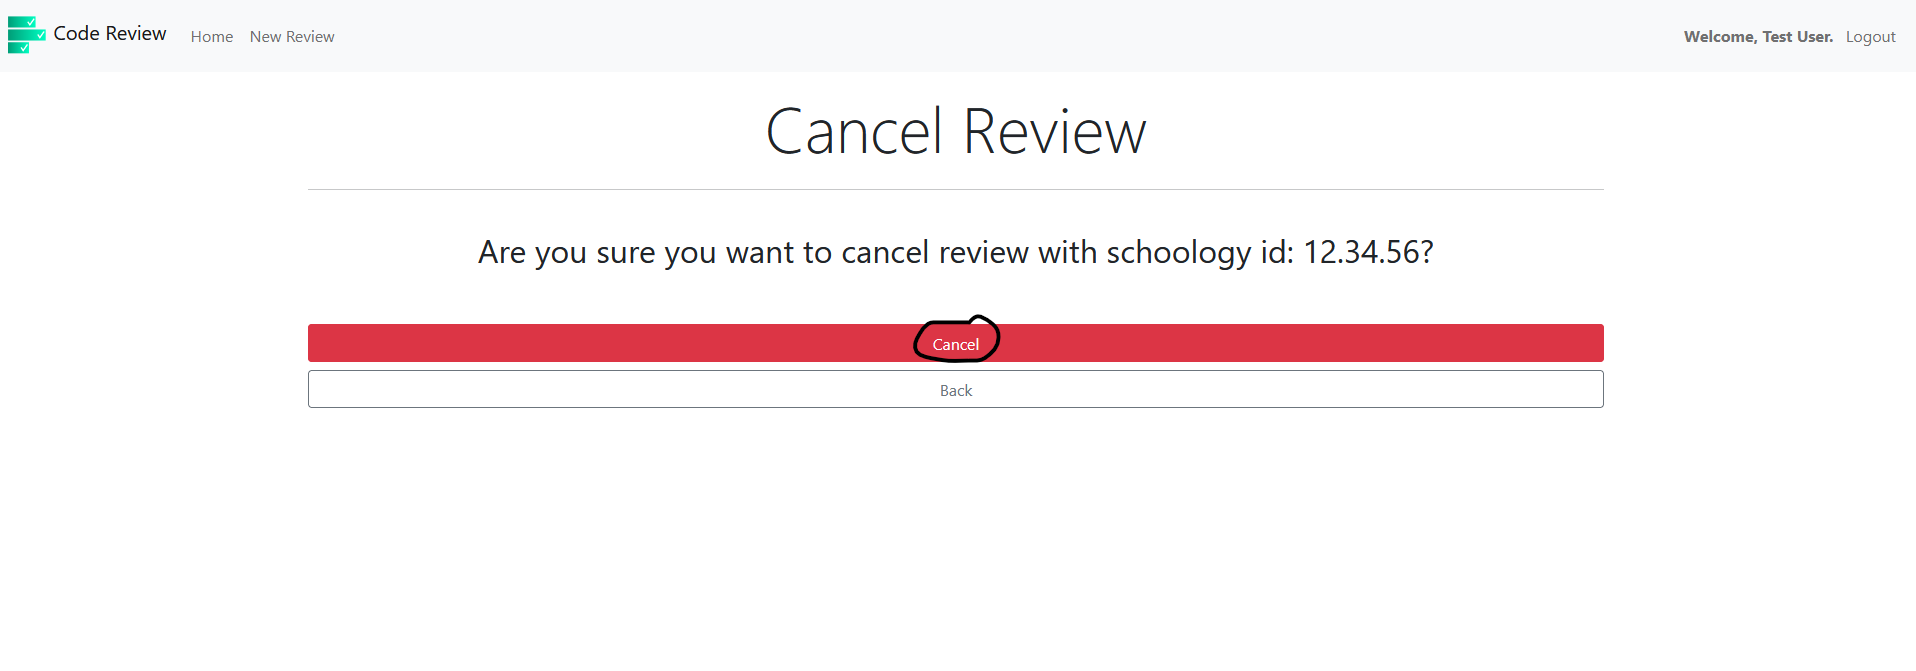 Code Review Home New Review Welcome, Test User. Logout
Cancel Review
Are you sure you want to cancel review with schoology id: 12.34.56?
Cancel
Back